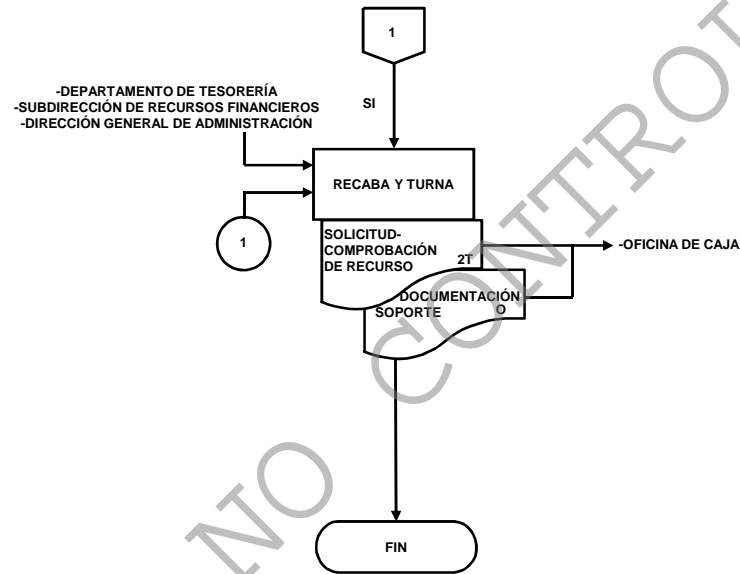 1
SI
-DEPARTAMENTO DE TESORERÍA
-SUBDIRECCIÓN DE RECURSOS FINANCIEROS
-DIRECCIÓN GENERAL DE ADMINISTRACIÓN
RECABA Y TURNA
1
SOLICITUD-
COMPROBACIÓN
DE RECURSO
2T
-OFICINA DE CAJA
DOCUMENTACIÓN
SOPORTE O
FIN
NO CONTROL